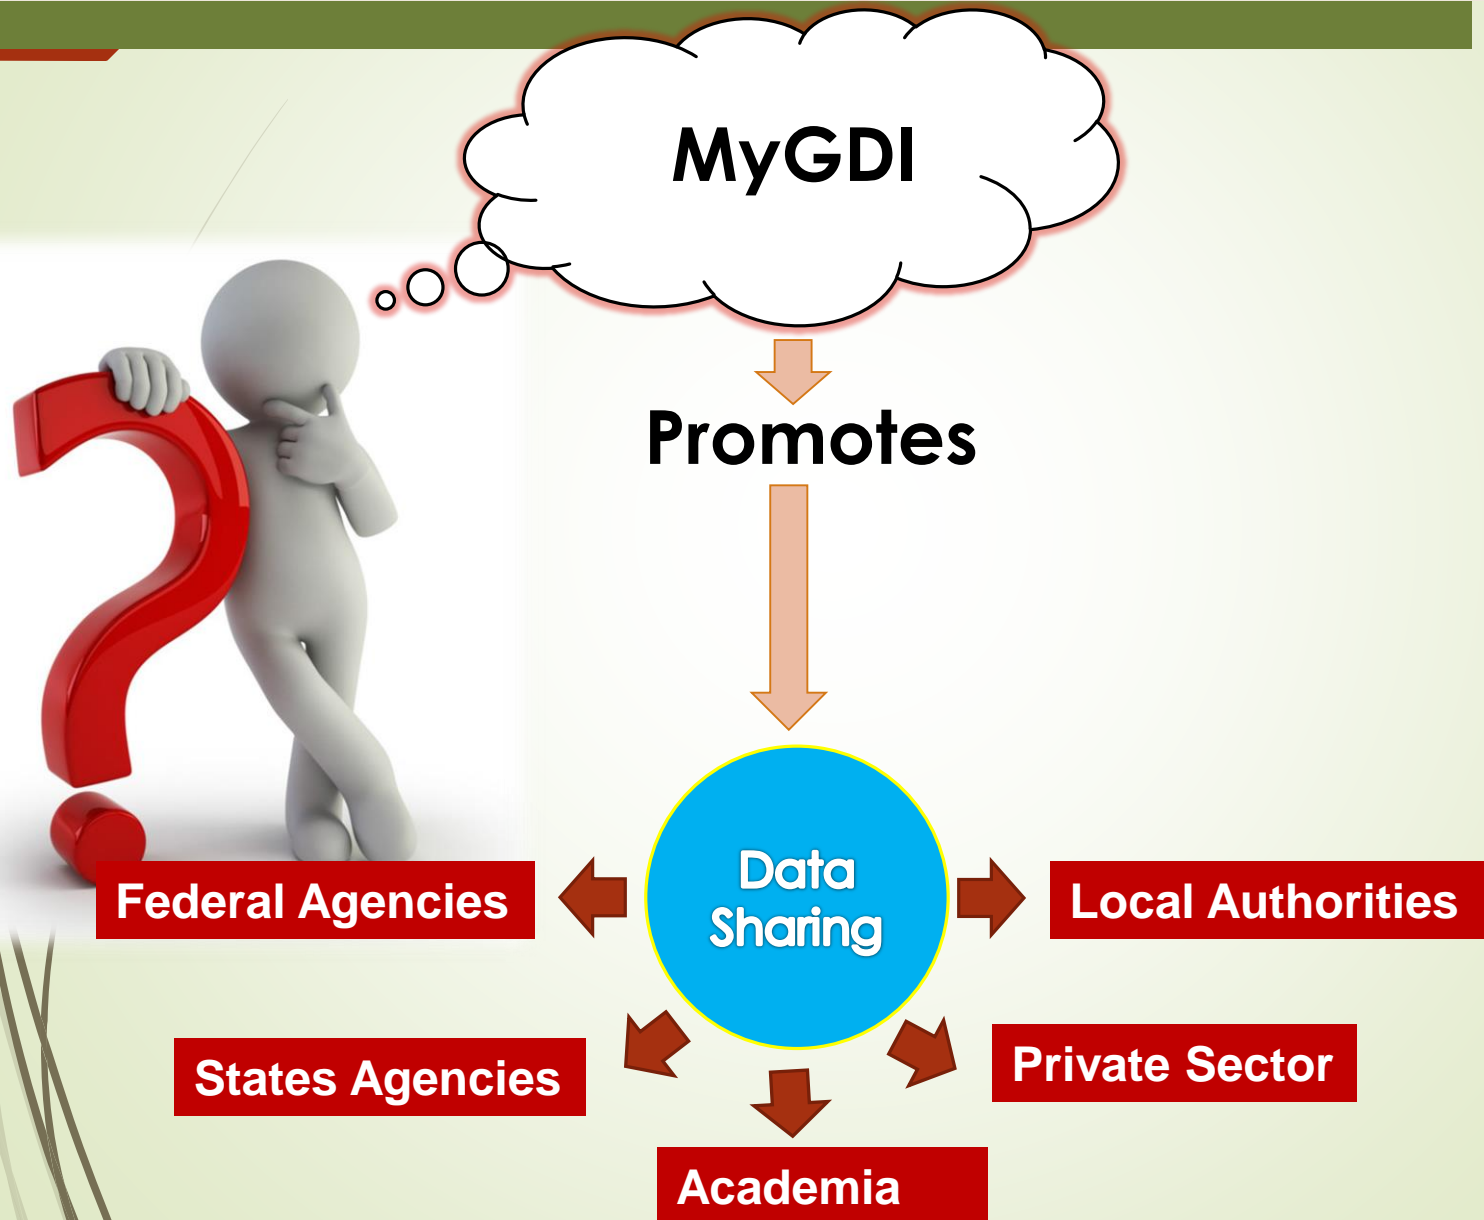 MyGDI
Promotes
Data
Sharing
Federal Agencies
Local Authorities
States Agencies
Private Sector
Academia